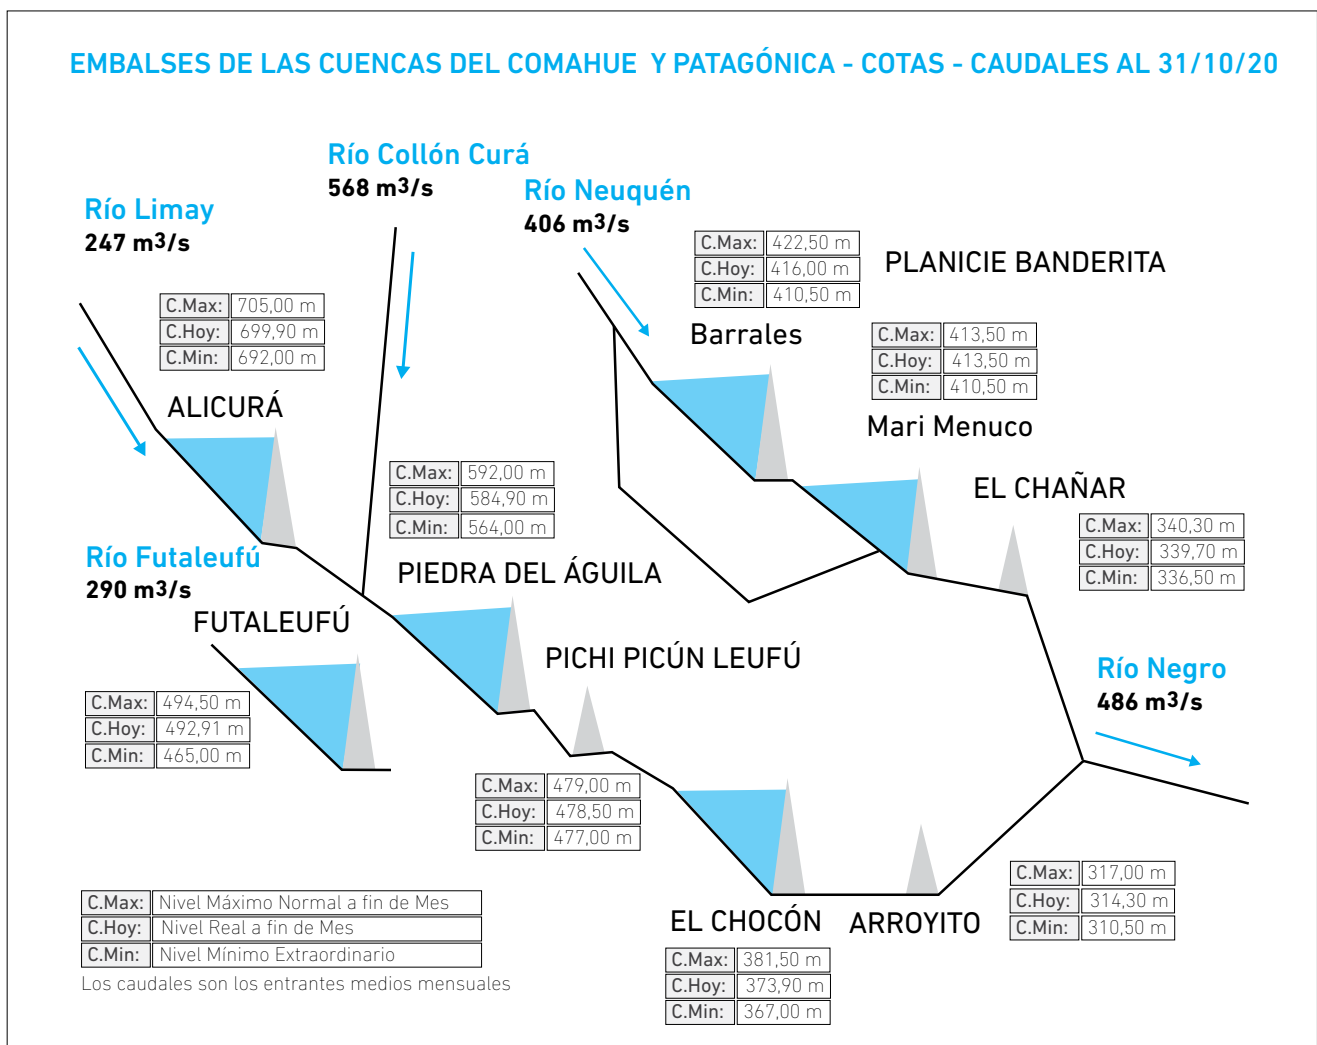 EMBALSES DE LAS CUENCAS DEL COMAHUE Y PATAGÓNICA - COTAS - CAUDALES AL 31/10/20
Río Collón Curá
568 m3/s
Río Neuquén
406 m3/s
Río Limay
247 m3/s
C.Max: 422,50 m
C.Hoy: 416,00 m
C.Min: 410,50 m
PLANICIE BANDERITA
Barrales
C.Max: 705,00 m
C.Hoy: 699,90 m
C.Min: 692,00 m
ALICURÁ
C.Max: 413,50 m
C.Hoy: 413,50 m
C.Min: 410,50 m
Mari Menuco
C.Max: 592,00 m
C.Hoy: 584,90 m
C.Min: 564,00 m
PIEDRA DEL ÁGUILA
EL CHAÑAR
C.Max: 340,30 m
C.Hoy: 339,70 m
C.Min: 336,50 m
Río Futaleufú
290 m3/s
FUTALEUFÚ
C.Max: 494,50 m
C.Hoy: 492,91 m
C.Min: 465,00 m
PICHI PICÚN LEUFÚ
C.Max: 479,00 m
C.Hoy: 478,50 m
C.Min: 477,00 m
Río Negro
486 m3/s
C.Max: 317,00 m
C.Hoy: 314,30 m
C.Min: 310,50 m
EL CHOCÓN
ARROYITO
C.Max: 381,50 m
C.Hoy: 373,90 m
C.Min: 367,00 m
C.Max: Nivel Máximo Normal a fin de Mes
C.Hoy: Nivel Real a fin de Mes
C.Min: Nivel Mínimo Extraordinario
Los caudales son los entrantes medios mensuales